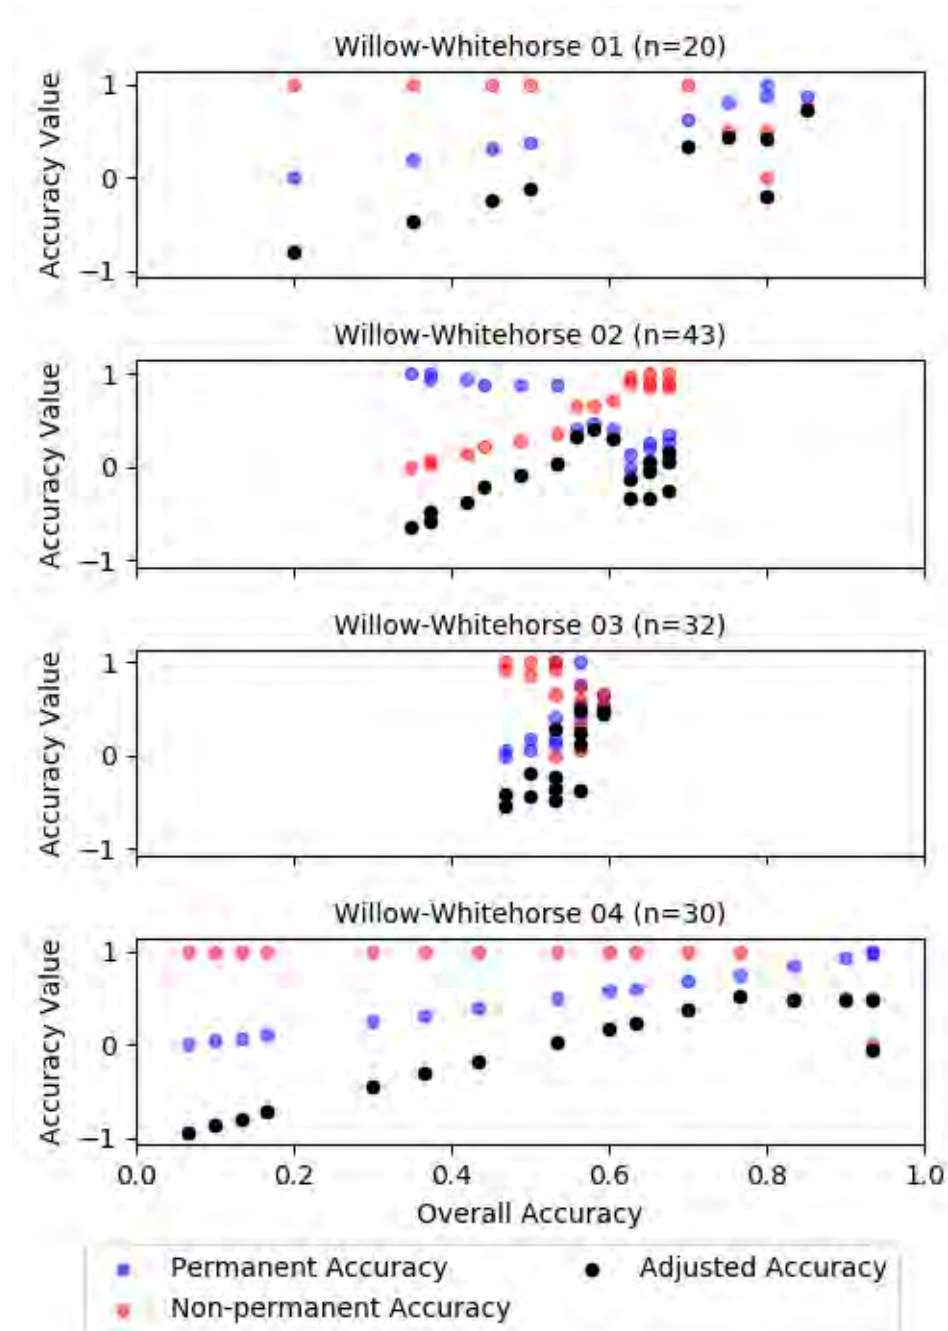 Willow-Whitehorse 01 (n=20)
Accuracy Value
1
0
−1
Willow-Whitehorse 02 (n=43)
Accuracy Value
1
0
−1
Willow-Whitehorse 03 (n=32)
Accuracy Value
1
0
−1
Willow-Whitehorse 04 (n=30)
Accuracy Value
1
0
−1
0.0 0.2 0.4 0.6 0.8 1.0
Overall Accuracy
Permanent Accuracy Adjusted Accuracy
Non-permanent Accuracy